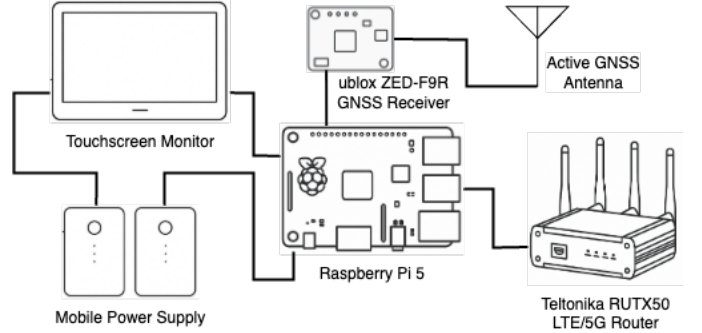 ublox ZED-F9R
GNSS Receiver
Active GNSS
Antenna
Touchscreen Monitor
Raspberry Pi 5
Mobile Power Supply
Teltonika RUTX50
LTE/5G Router